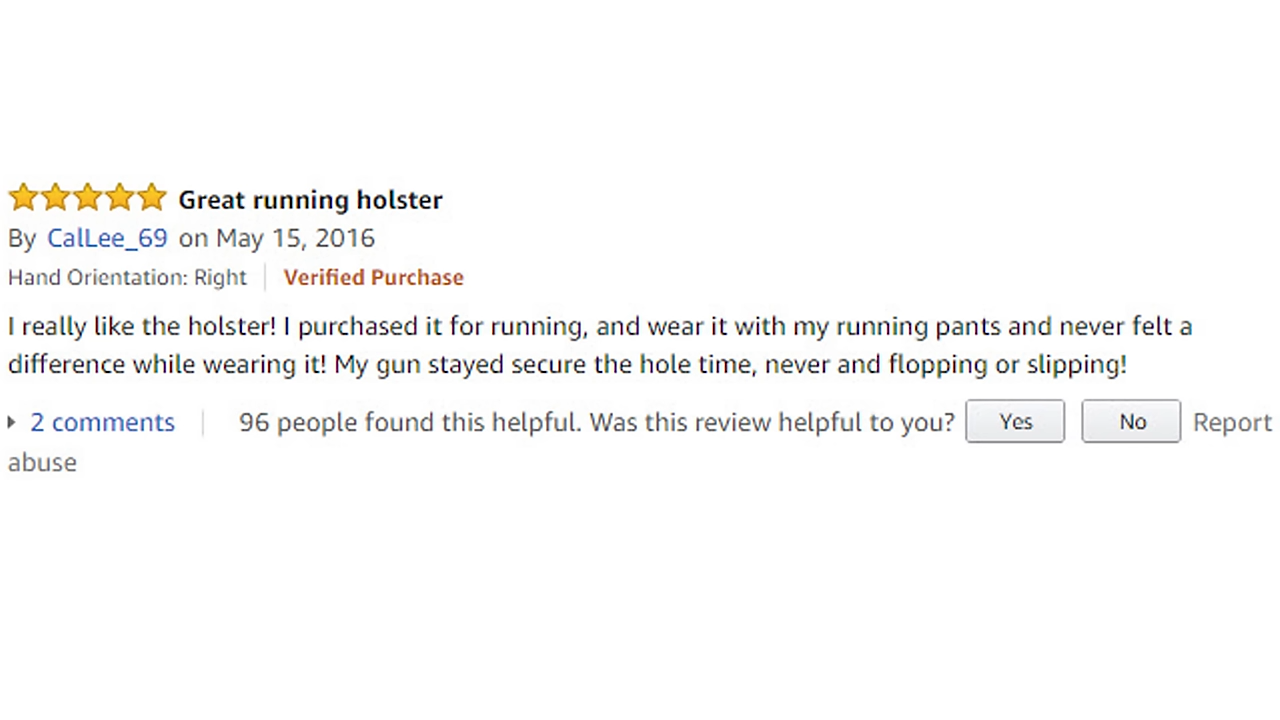 Great running holster
By CalLee_69 on May 15, 2016
Hand Orientation: Right Verified Purchase
I really like the holster! I purchased it for running, and wear it with my running pants and never felt a
difference while wearing it! My gun stayed secure the hole time, never and flopping or slipping!
2 comments 96 people found this helpful. Was this review helpful to you? Yes No Report
abuse